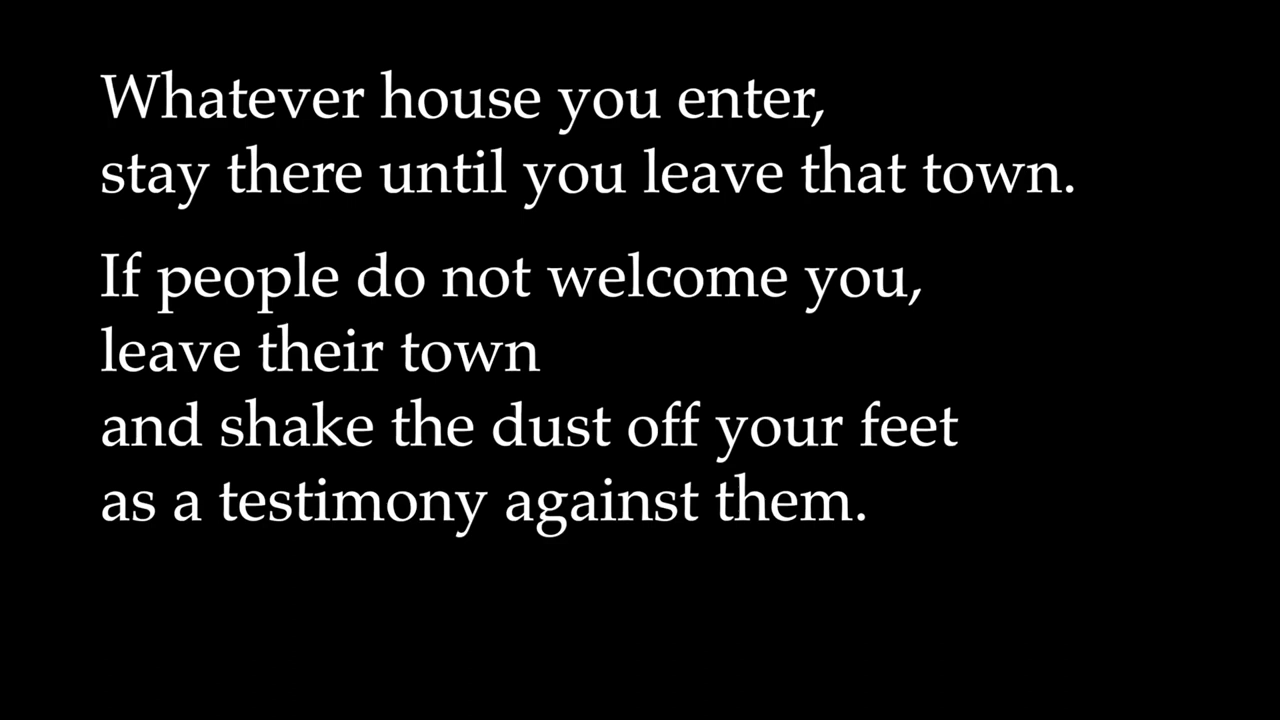 Whatever house you enter,
stay there until you leave that town.
If people do not welcome you,
leave their town
and shake the dust off your feet
as a testimony against them.